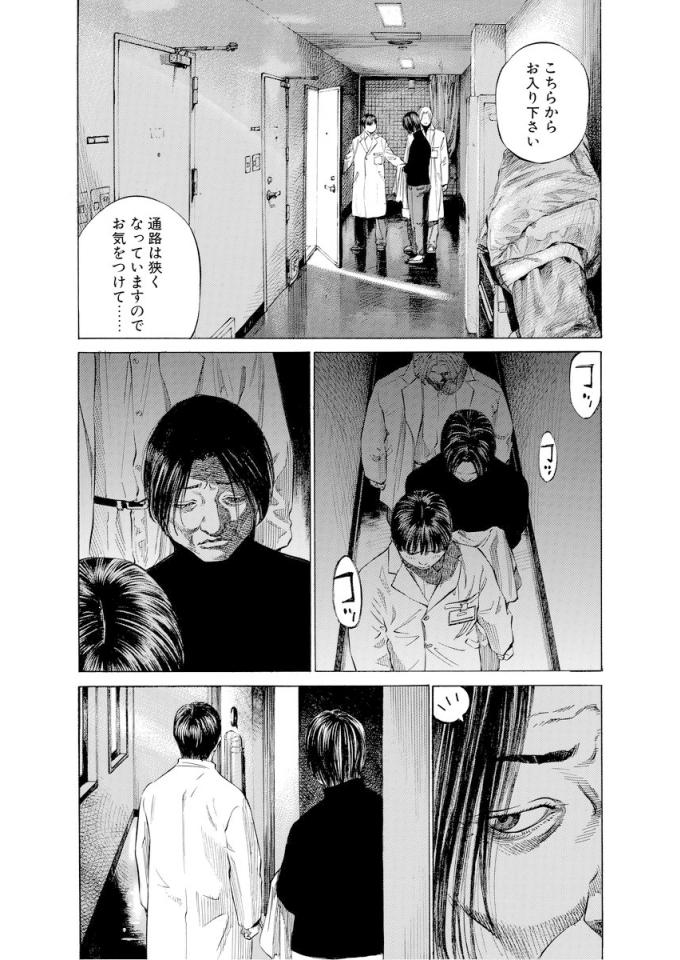 こちらから
お入り下さい
通路は狭く
なっていますので
お気をつけて……
コッ
コッ
コッ